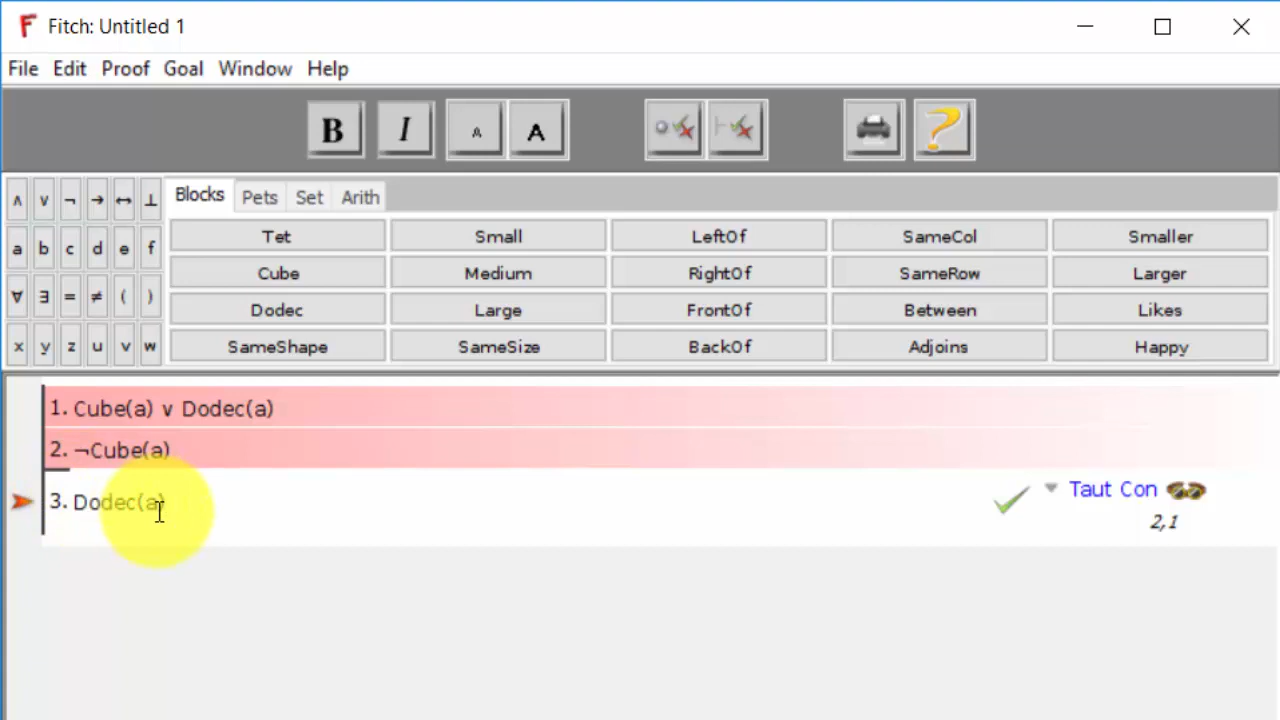 Fitch: Untitled 1
File Edit Proof Goal Window Help
B I A A
∧ ∨ ¬ → ↔ ⊥ Blocks Pets Set Arith
Tet Small LeftOf SameCol Smaller
a b c d e f Cube Medium RightOf SameRow Larger
∀ ∃ = ≠ ( ) Dodec Large FrontOf Between Likes
x y z u v w SameShape SameSize BackOf Adjoins Happy
1. Cube(a) ∨ Dodec(a)
2. ¬Cube(a)
3. Dodec(a) Taut Con
2,1